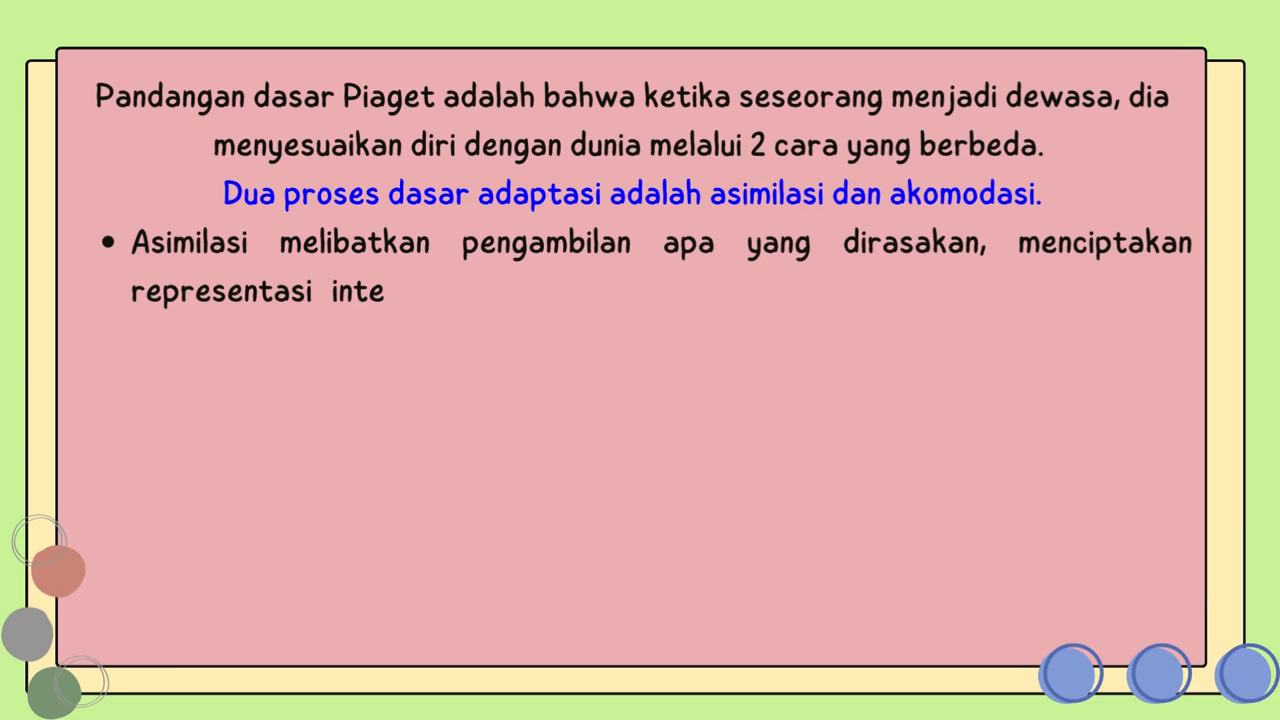 Pandangan dasar Piaget adalah bahwa ketika seseorang menjadi dewasa, dia
menyesuaikan diri dengan dunia melalui 2 cara yang berbeda.
Dua proses dasar adaptasi adalah asimilasi dan akomodasi.
• Asimilasi melibatkan pengambilan apa yang dirasakan, menciptakan
representasi inte